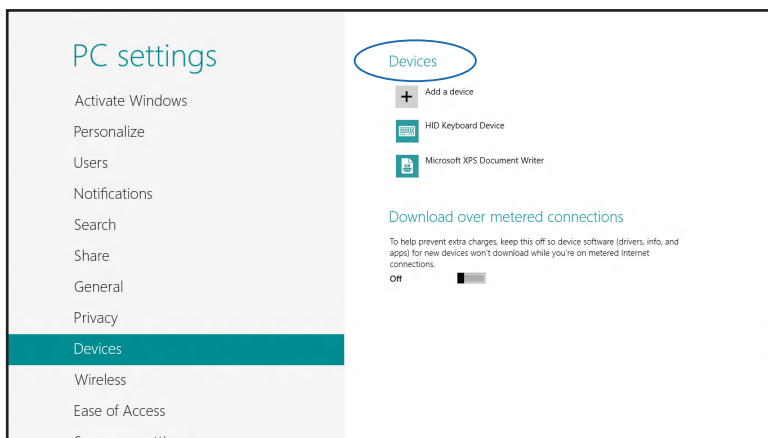 PC settings
Activate Windows
Personalize
Users
Notifications
Search
Share
General
Privacy
Devices
Wireless
Ease of Access
Devices
Add a device
HID Keyboard Device
Microsoft XPS Document Writer
Download over metered connections
To help prevent extra charges, keep this off so device software (drivers, info, and
apps) for new devices won't download while you're on metered Internet
connections.
Off